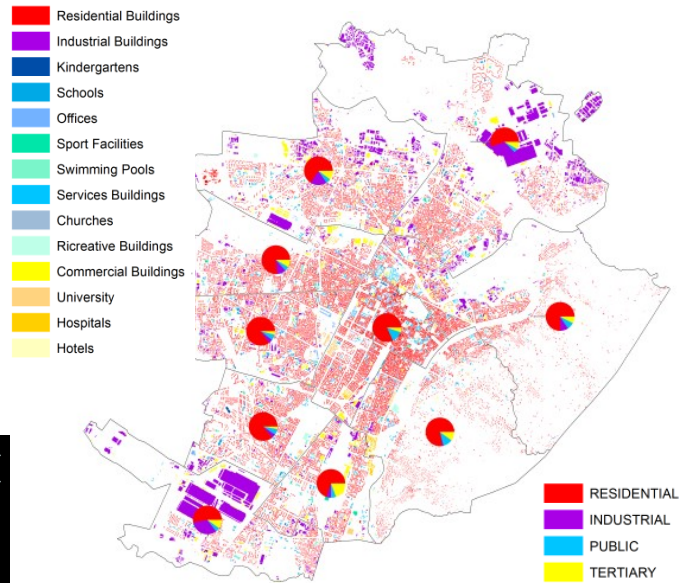 Residential Buildings
Industrial Buildings
Kindergartens
Schools
Offices
Sport Facilities
Swimming Pools
Services Buildings
Churches
Ricreative Buildings
Commercial Buildings
University
Hospitals
Hotels
RESIDENTIAL
INDUSTRIAL
PUBLIC
TERTIARY